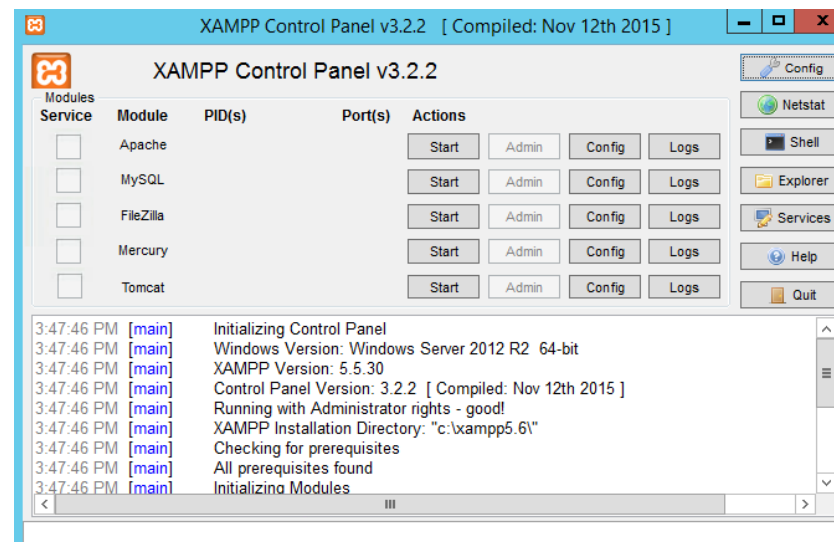 XAMPP Control Panel v3.2.2 [ Compiled: Nov 12th 2015 ]
XAMPP Control Panel v3.2.2
Config
Modules
Service Module PID(s) Port(s) Actions
Netstat
Apache Start Admin Config Logs
Shell
MySQL Start Admin Config Logs
Explorer
FileZilla Start Admin Config Logs
Services
Mercury Start Admin Config Logs
Help
Tomcat Start Admin Config Logs
Quit
3:47:46 PM [main] Initializing Control Panel
3:47:46 PM [main] Windows Version: Windows Server 2012 R2 64-bit
3:47:46 PM [main] XAMPP Version: 5.5.30
3:47:46 PM [main] Control Panel Version: 3.2.2 [ Compiled: Nov 12th 2015 ]
3:47:46 PM [main] Running with Administrator rights - good!
3:47:46 PM [main] XAMPP Installation Directory: "c:\xampp5.6\"
3:47:46 PM [main] Checking for prerequisites
3:47:46 PM [main] All prerequisites found
3:47:46 PM [main] Initializing Modules